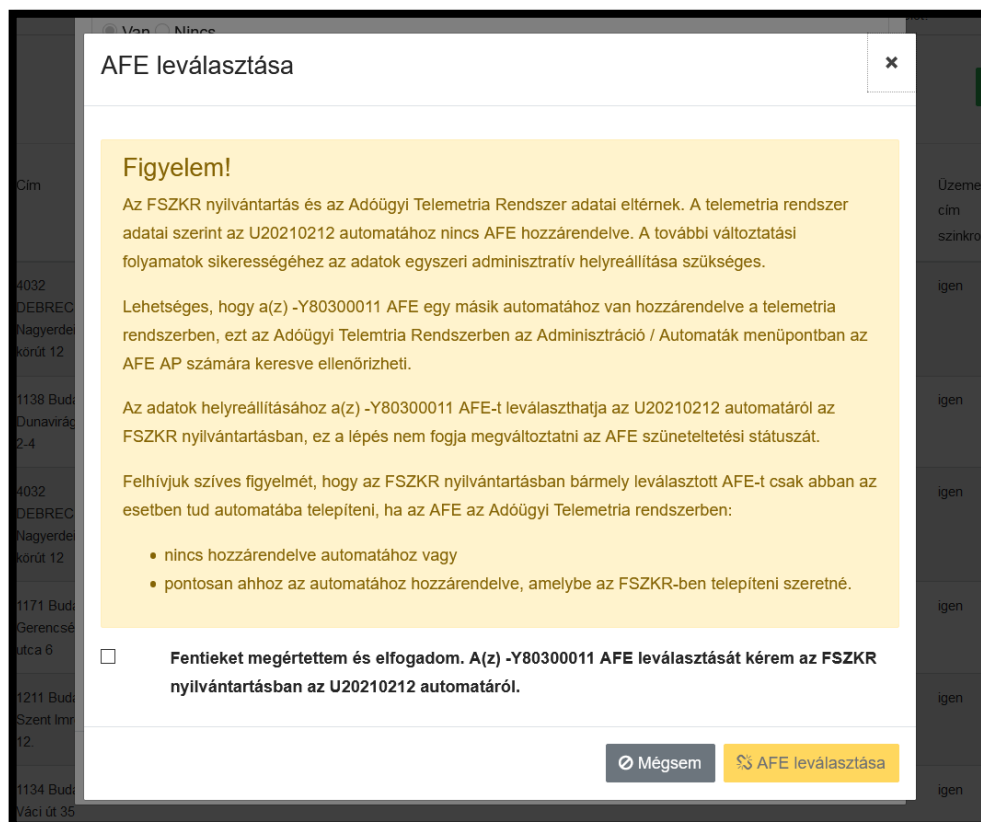 Van Nincs
AFE leválasztása
×
Figyelem!
Az FSZKR nyilvántartás és az Adóügyi Telemetria Rendszer adatai eltérnek. A telemetria rendszer
adatai szerint az U20210212 automatához nincs AFE hozzárendelve. A további változtatási
folyamatok sikerességéhez az adatok egyszeri adminisztratív helyreállítása szükséges.
Lehetséges, hogy a(z) -Y80300011 AFE egy másik automatához van hozzárendelve a telemetria
rendszerben, ezt az Adóügyi Telemtria Rendszerben az Adminisztráció / Automaták menüpontban az
AFE AP számára keresve ellenőrizheti.
Az adatok helyreállításához a(z) -Y80300011 AFE-t leválaszthatja az U20210212 automatáról az
FSZKR nyilvántartásban, ez a lépés nem fogja megváltoztatni az AFE szüneteltetési státuszát.
Felhívjuk szíves figyelmét, hogy az FSZKR nyilvántartásban bármely leválasztott AFE-t csak abban az
esetben tud automatába telepíteni, ha az AFE az Adóügyi Telemetria rendszerben:
• nincs hozzárendelve automatához vagy
• pontosan ahhoz az automatához hozzárendelve, amelybe az FSZKR-ben telepíteni szeretné.
Fentieket megértettem és elfogadom. A(z) -Y80300011 AFE leválasztását kérem az FSZKR
nyilvántartásban az U20210212 automatáról.
Mégsem
AFE leválasztása
Cím
4032
DEBREC
Nagyerdei
körút 12
1138 Buda
Dunavirág
2-4
4032
DEBREC
Nagyerdei
körút 12
1171 Buda
Gerencsé
utca 6
1211 Buda
Szent Imr
12.
1134 Buda
Váci út 35
Üzeme
cím
szinkro
igen
igen
igen
igen
igen
igen